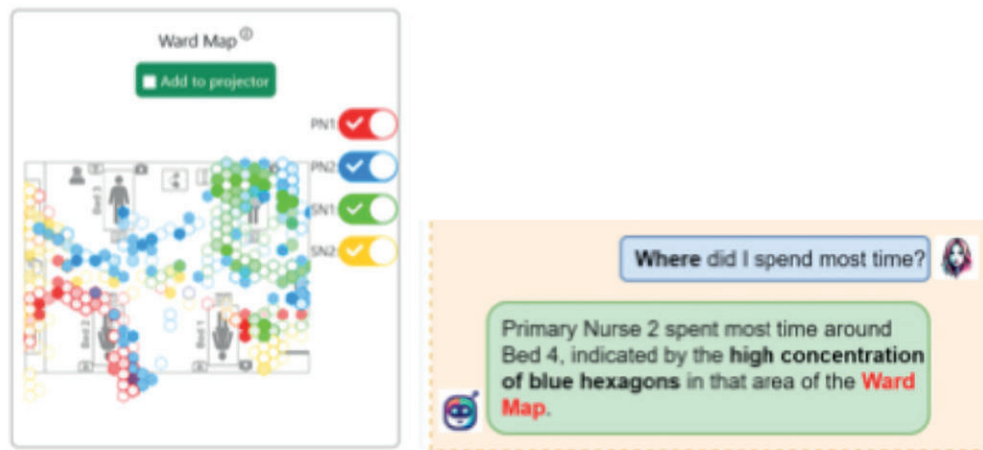 Ward Map
Add to projector
PN1
PN2
SN1
SN2
Bed 3
Bed 2
Bed 1
Where did I spend most time?
Primary Nurse 2 spent most time around
Bed 4, indicated by the high concentration
of blue hexagons in that area of the Ward
Map.